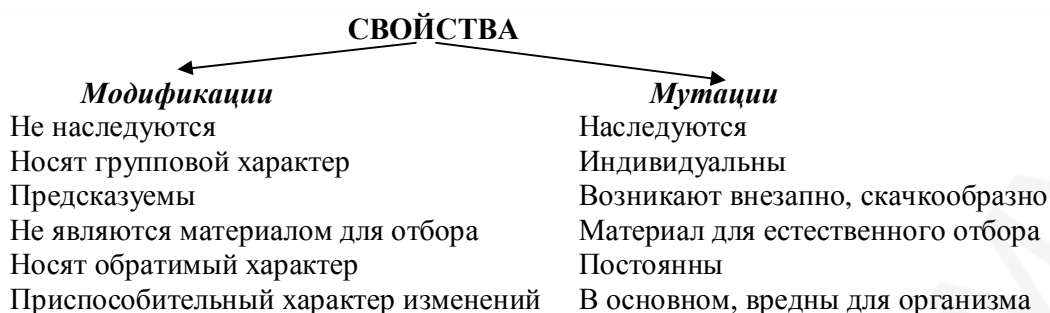 СВОЙСТВА
Модификации Мутации
Не наследуются Наследуются
Носят групповой характер Индивидуальны
Предсказуемы Возникают внезапно, скачкообразно
Не являются материалом для отбора Материал для естественного отбора
Носят обратимый характер Постоянны
Приспособительный характер изменений В основном, вредны для организма